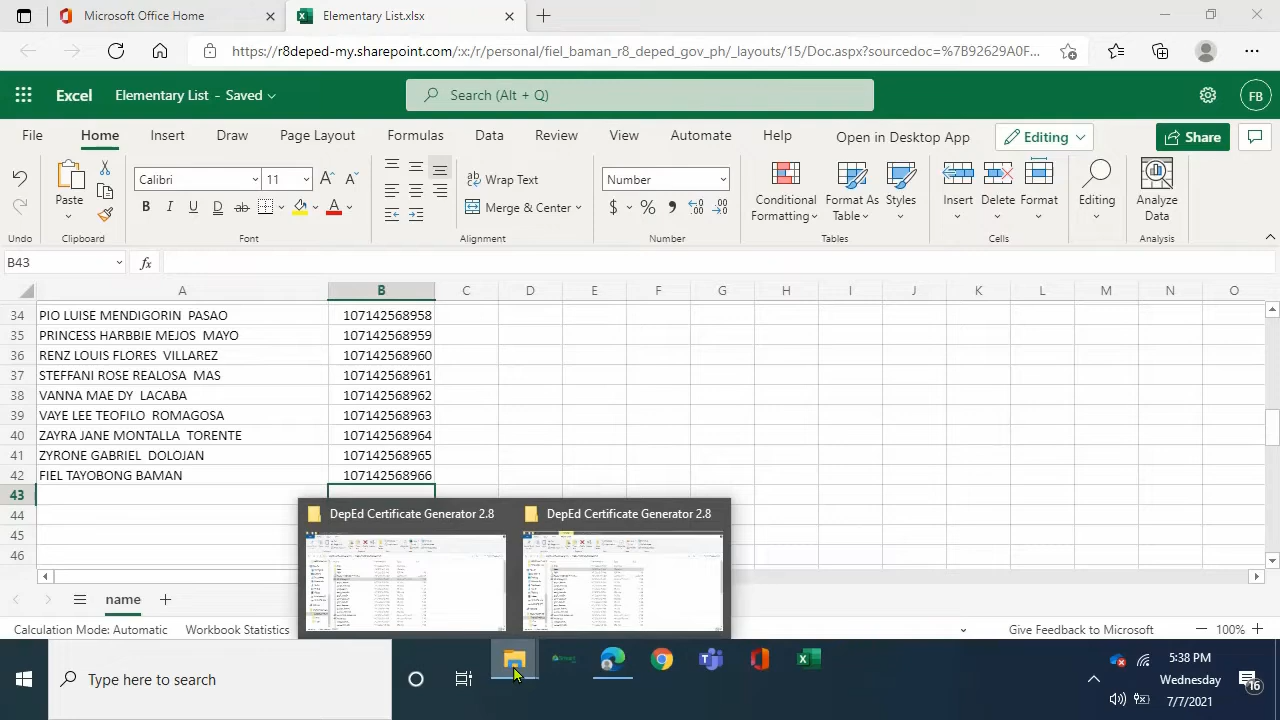 Microsoft Office Home
Elementary List.xlsx
https://r8deped-my.sharepoint.com/:x:/r/personal/fiel_baman_r8_deped_gov_ph/_layouts/15/Doc.aspx?sourcedoc=%7B92629A0F...
Excel Elementary List - Saved Search (Alt + Q) FB
File Home Insert Draw Page Layout Formulas Data Review View Automate Help Open in Desktop App Editing Share
Calibri 11 Wrap Text Number
Paste B I U D ab A Merge & Center $ % Conditional Formatting Format As Table Styles Insert Delete Format Editing Analyze Data
Undo Clipboard Font Alignment Number Tables Cells Analysis
B43 fx
A B C D E F G H I J K L M N O
34 PIO LUISE MENDIGORIN PASAO 107142568958
35 PRINCESS HARBBIE MEJOS MAYO 107142568959
36 RENZ LOUIS FLORES VILLAREZ 107142568960
37 STEFFANI ROSE REALOSA MAS 107142568961
38 VANNA MAE DY LACABA 107142568962
39 VAYE LEE TEOFILO ROMAGOSA 107142568963
40 ZAYRA JANE MONTALLA TORENTE 107142568964
41 ZYRONE GABRIEL DOLOJAN 107142568965
42 FIEL TAYOBONG BAMAN 107142568966
43
44 DepEd Certificate Generator 2.8 DepEd Certificate Generator 2.8
45
46
name
Calculation Mode: Automatic Workbook Statistics Give Feedback to Microsoft 100%
Type here to search
5:38 PM
Wednesday
7/7/2021
16